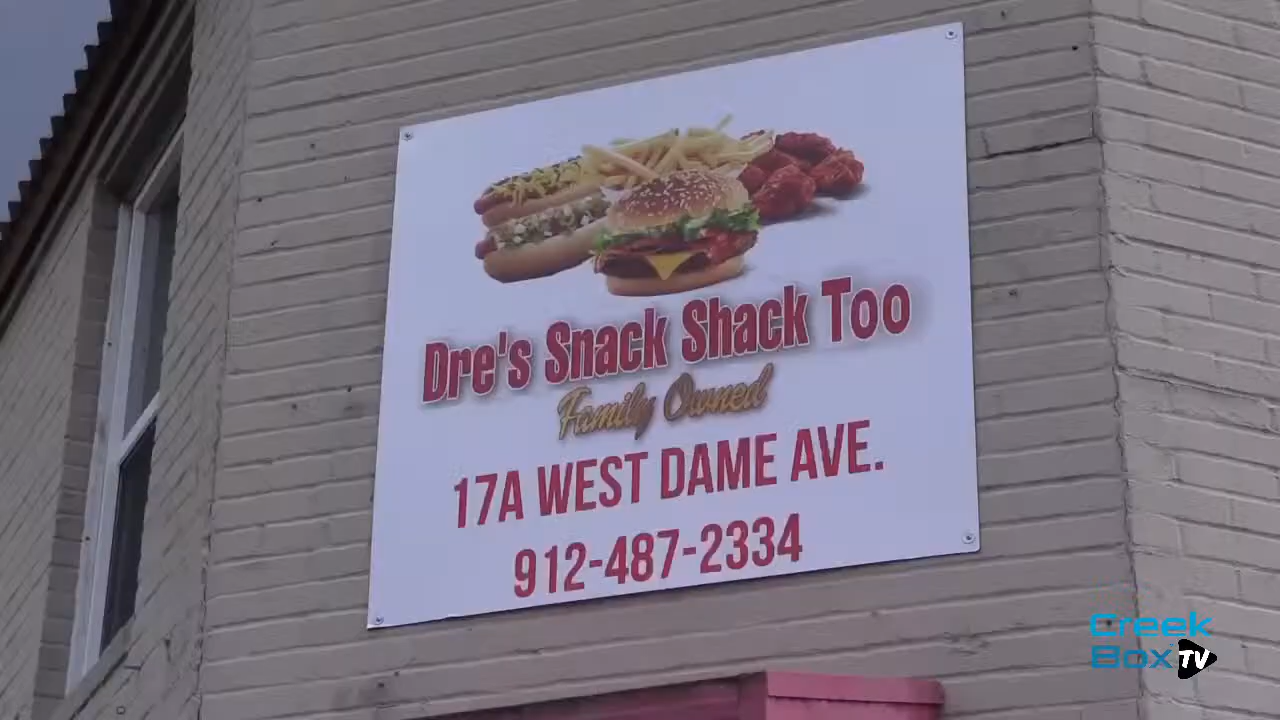 Dre's Snack Shack Too
Family Owned
17A WEST DAME AVE.
912-487-2334
Creek
Box TV